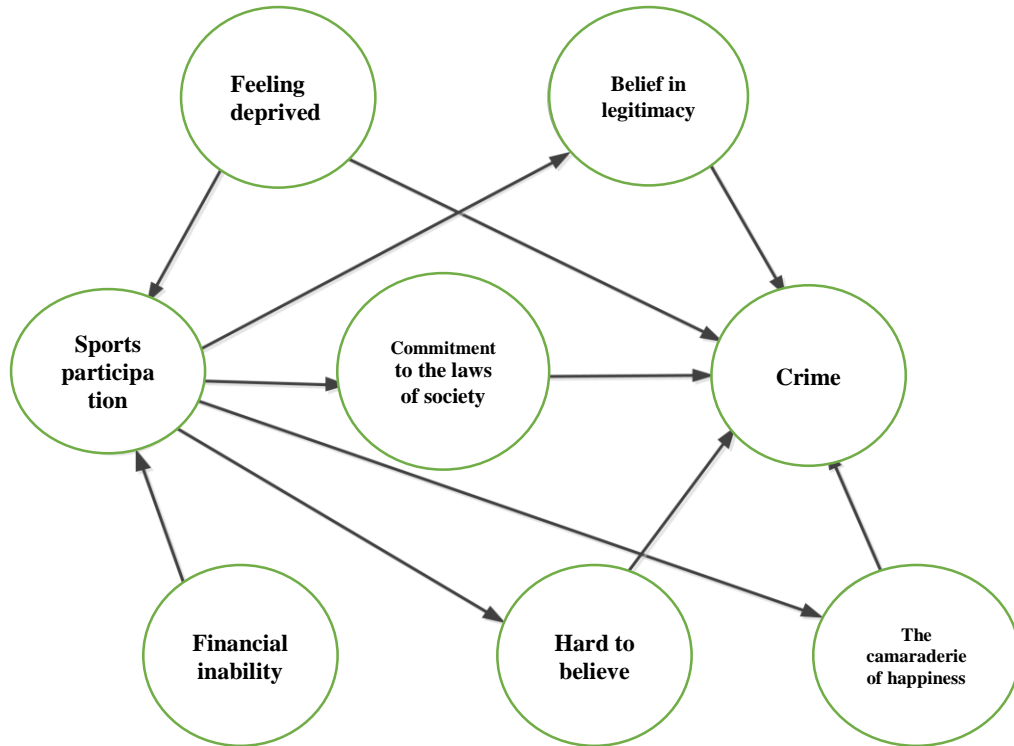 Feeling
deprived
Belief in
legitimacy
Sports
participa
tion
Commitment
to the laws
of society
Crime
Financial
inability
Hard to
believe
The
camaraderie
of happiness